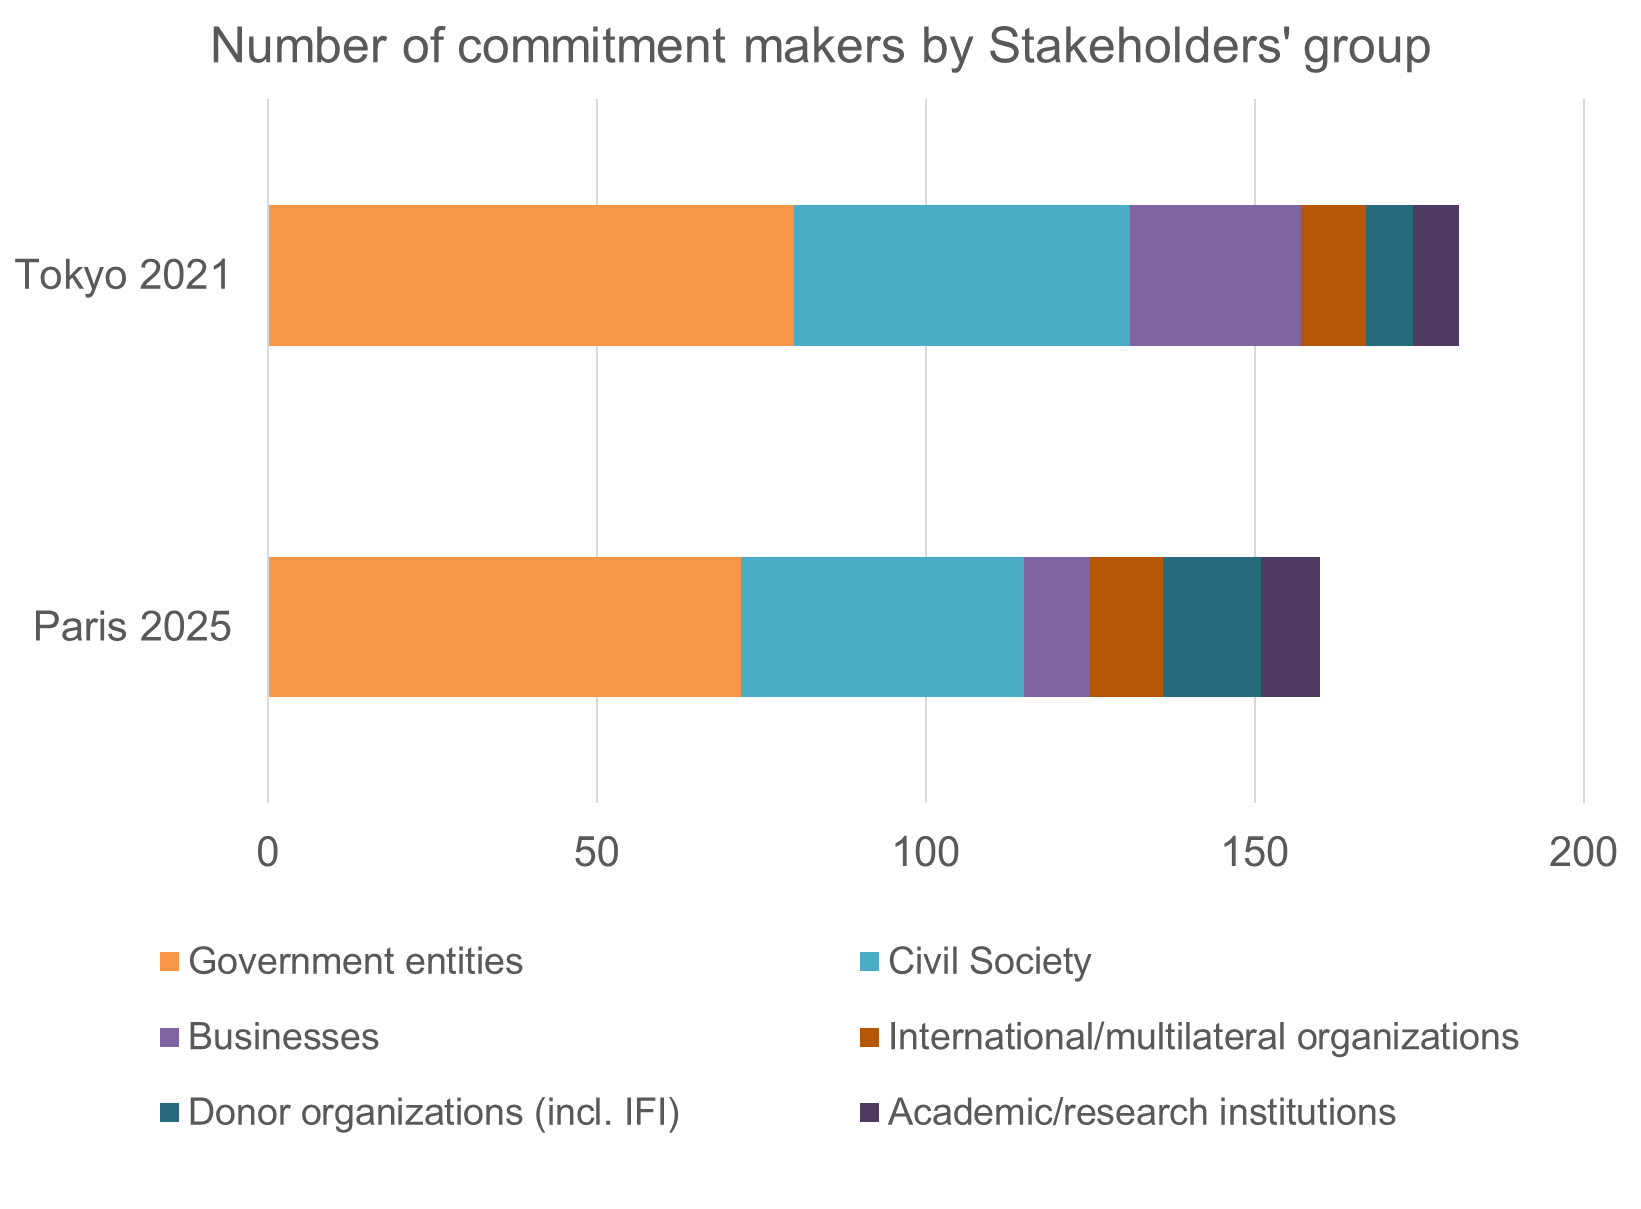 Number of commitment makers by Stakeholders' group
Tokyo 2021
Paris 2025
0 50 100 150 200
Government entities
Civil Society
Businesses
International/multilateral organizations
Donor organizations (incl. IFI)
Academic/research institutions